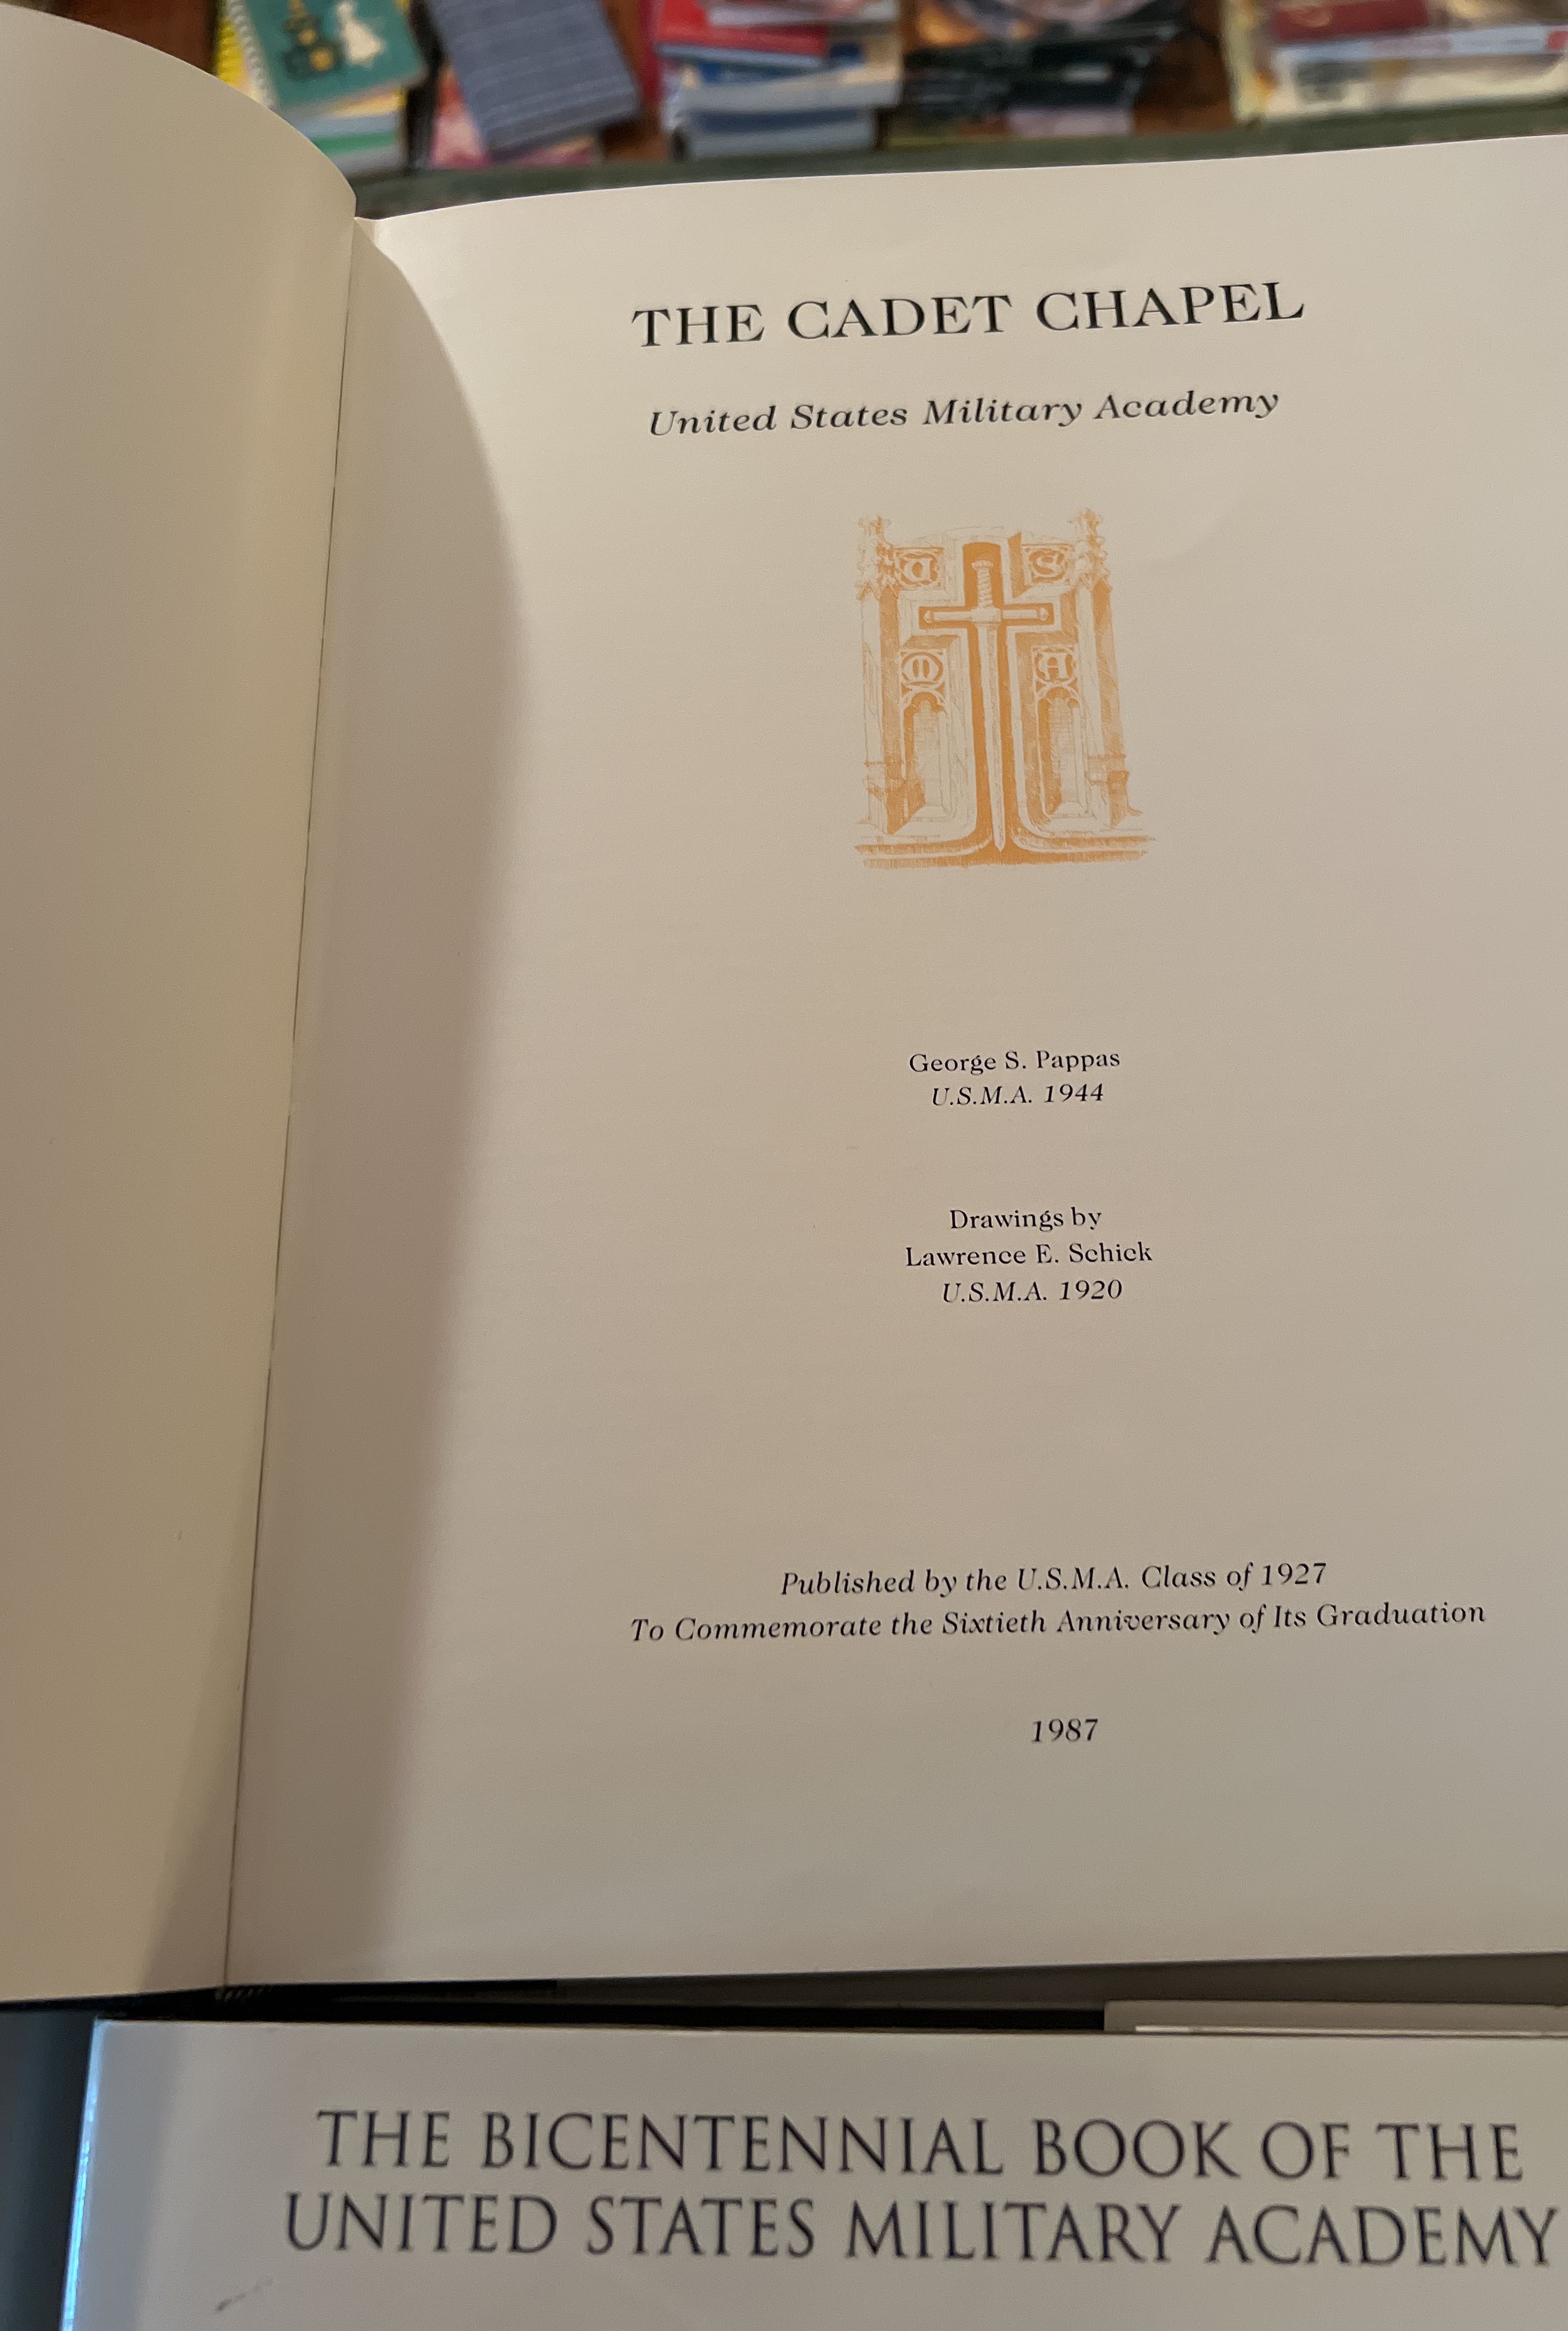 THE CADET CHAPEL
United States Military Academy
U S
M A
George S. Pappas
U.S.M.A. 1944
Drawings by
Lawrence E. Schick
U.S.M.A. 1920
Published by the U.S.M.A. Class of 1927
To Commemorate the Sixtieth Anniversary of Its Graduation
1987
THE BICENTENNIAL BOOK OF THE
UNITED STATES MILITARY ACADEMY